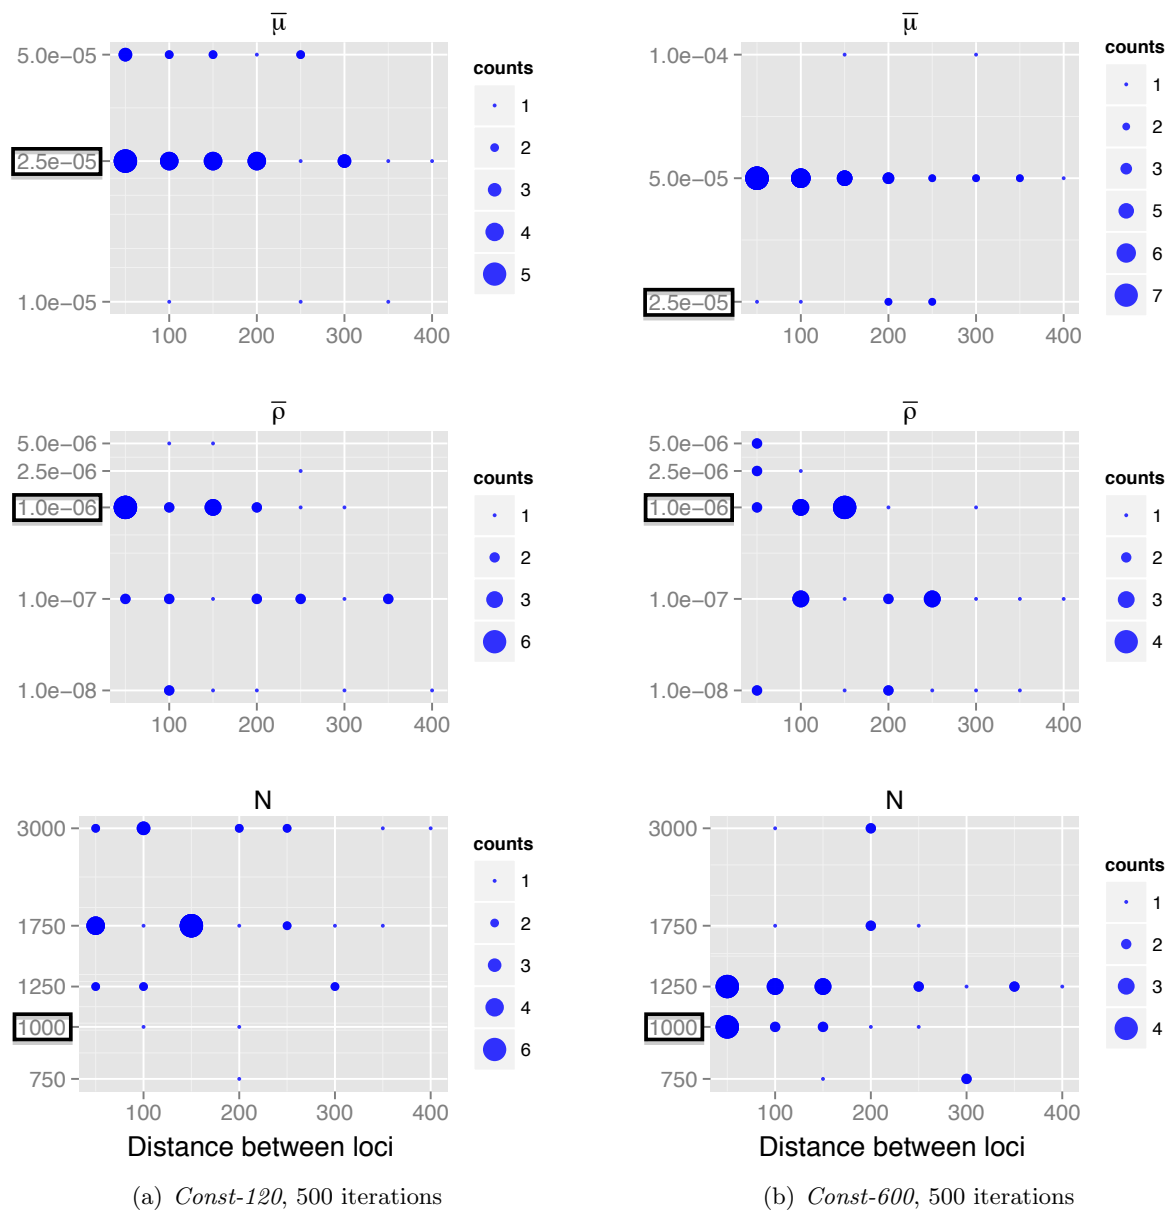 μ̅
5.0e−05
2.5e−05
1.0e−05
100 200 300 400
counts
1
2
3
4
5
μ̅
1.0e−04
5.0e−05
2.5e−05
100 200 300 400
counts
1
2
3
5
6
7
ρ̅
5.0e−06
2.5e−06
1.0e−06
1.0e−07
1.0e−08
100 200 300 400
counts
1
2
3
6
ρ̅
5.0e−06
2.5e−06
1.0e−06
1.0e−07
1.0e−08
100 200 300 400
counts
1
2
3
4
N
3000
1750
1250
1000
750
100 200 300 400
Distance between loci
counts
1
2
3
4
6
(a) Const-120, 500 iterations
N
3000
1750
1250
1000
750
100 200 300 400
Distance between loci
counts
1
2
3
4
(b) Const-600, 500 iterations